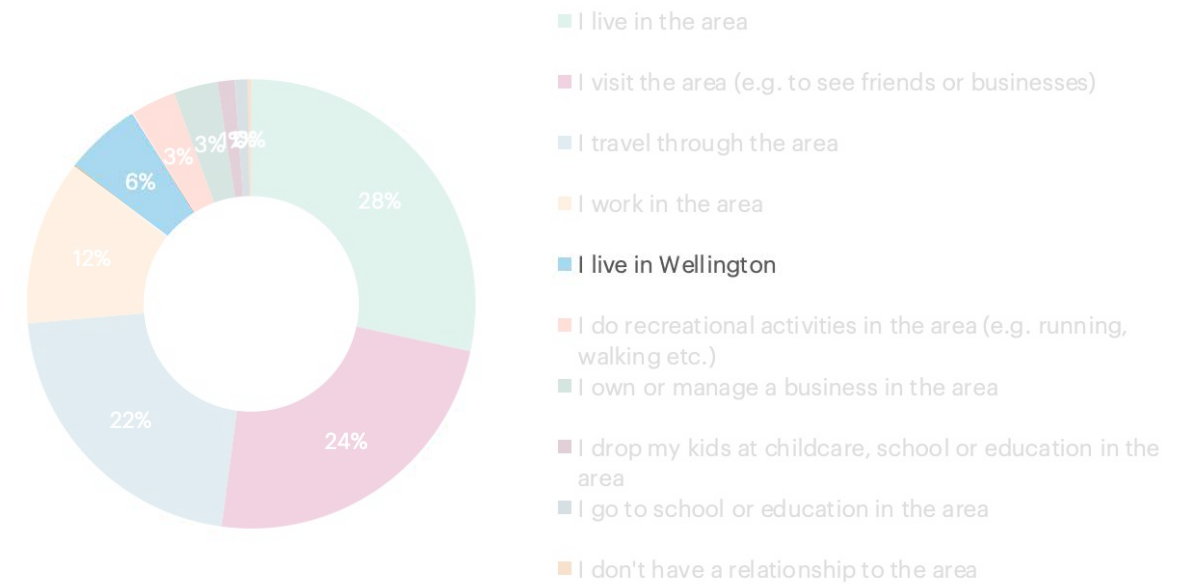 I live in the area
I visit the area (e.g. to see friends or businesses)
I travel through the area
I work in the area
I live in Wellington
I do recreational activities in the area (e.g. running,
walking etc.)
I own or manage a business in the area
I drop my kids at childcare, school or education in the
area
I go to school or education in the area
I don't have a relationship to the area
28%
24%
22%
12%
6%
3%
3%